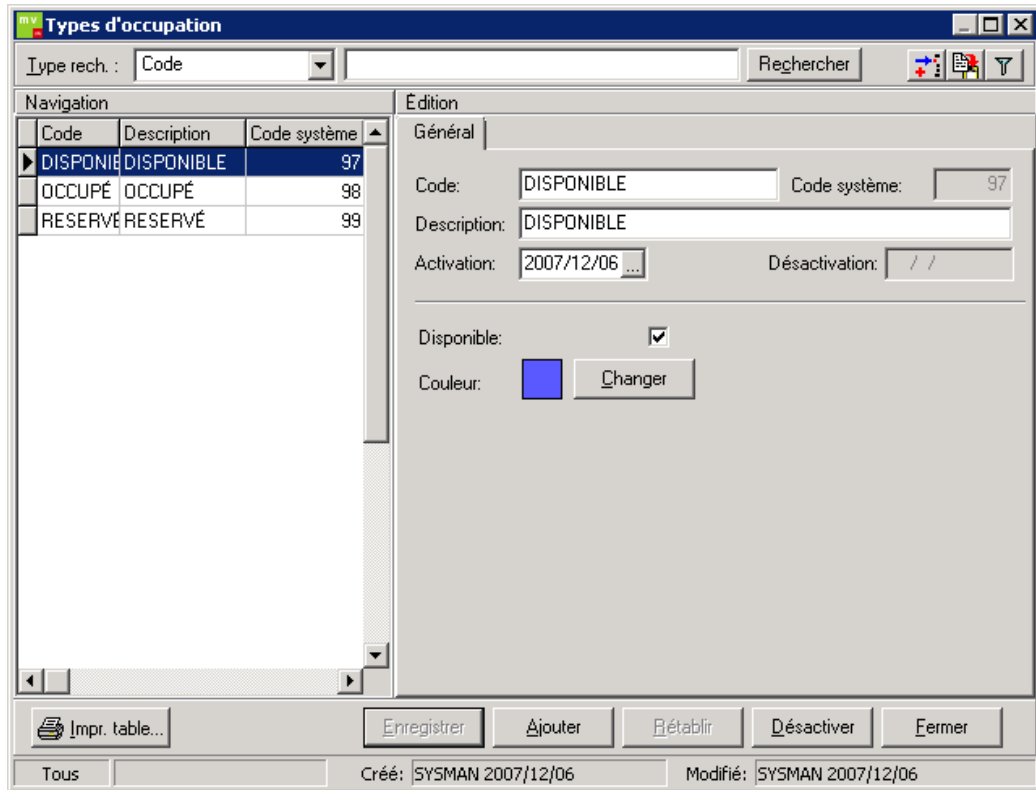 mv Types d'occupation
Type rech. : Code Rechercher
Navigation
Édition
Code Description Code système
DISPONIE DISPONIBLE 97
OCCUPÉ OCCUPÉ 98
RESERVÉ RESERVÉ 99
Général
Code: DISPONIBLE Code système: 97
Description: DISPONIBLE
Activation: 2007/12/06 ... Désactivation: / /
Disponible:
Couleur: Changer
Impr. table... Enregistrer Ajouter Rétablir Désactiver Fermer
Tous Créé: SYSMAN 2007/12/06 Modifié: SYSMAN 2007/12/06